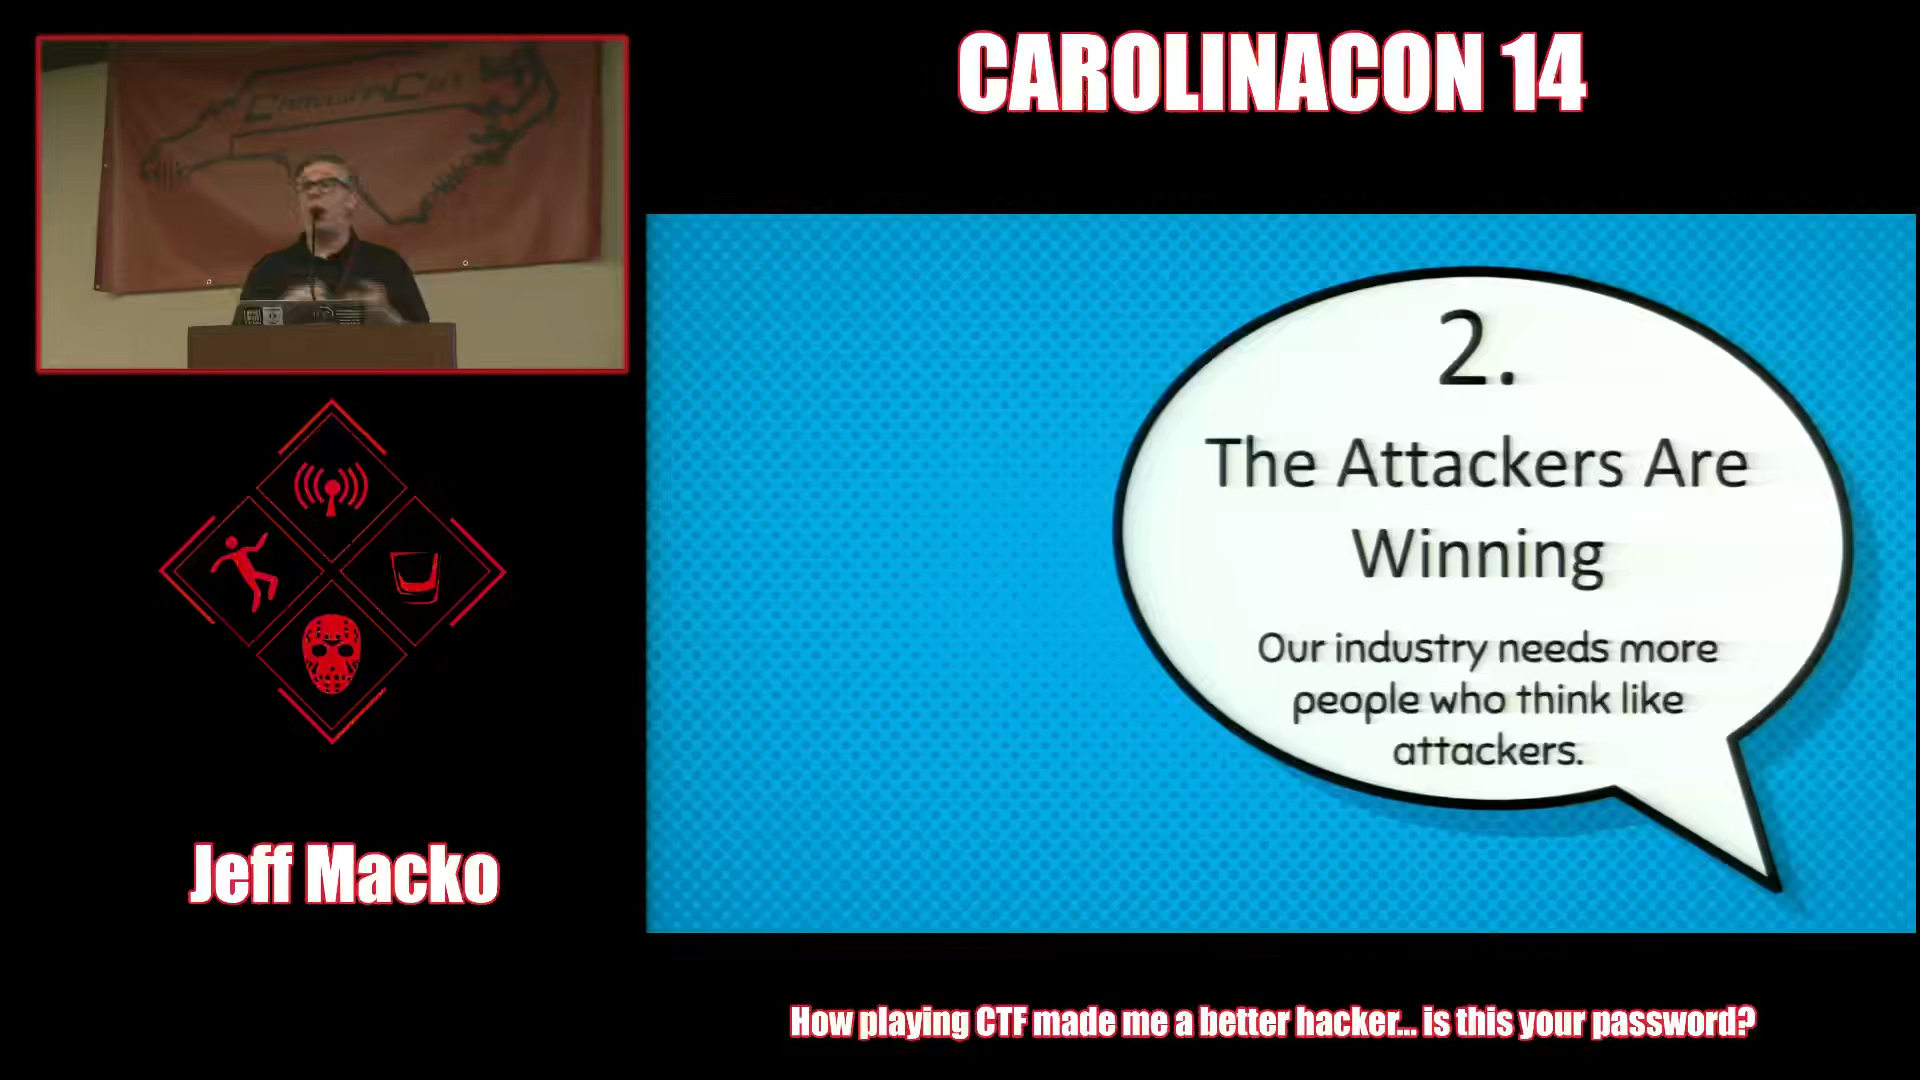 CAROLINACON 14
CAROLINACON
2.
The Attackers Are
Winning
Our industry needs more
people who think like
attackers.
Jeff Macko
How playing CTF made me a better hacker... is this your password?